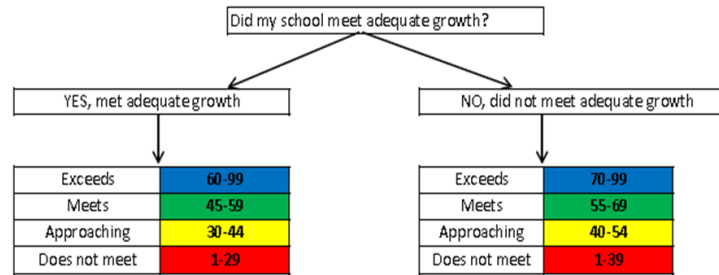 Did my school meet adequate growth?
YES, met adequate growth
NO, did not meet adequate growth
Exceeds 60-99
Meets 45-59
Approaching 30-44
Does not meet 1-29
Exceeds 70-99
Meets 55-69
Approaching 40-54
Does not meet 1-39